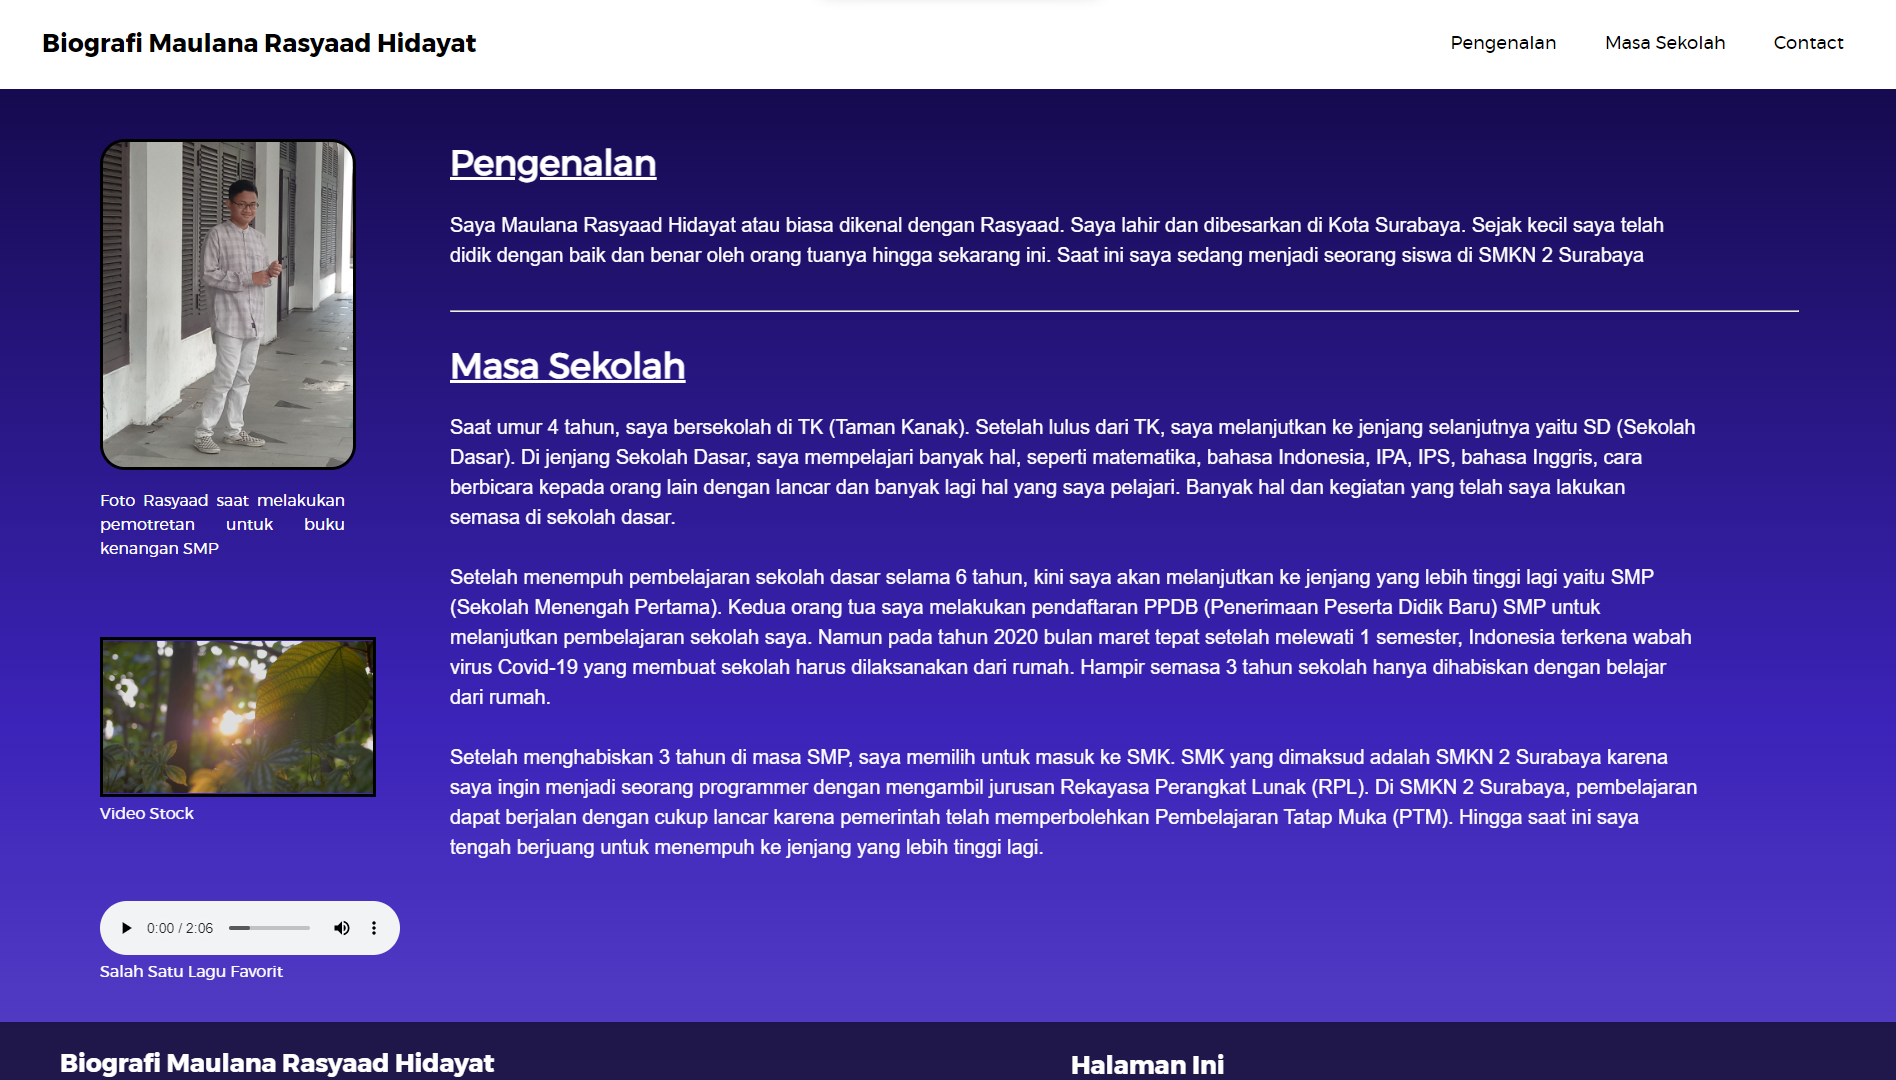 Biografi Maulana Rasyaad Hidayat
Pengenalan
Masa Sekolah
Contact
Foto Rasyaad saat melakukan
pemotretan untuk buku
kenangan SMP
Video Stock
0:00 / 2:06
Salah Satu Lagu Favorit
Pengenalan
Saya Maulana Rasyaad Hidayat atau biasa dikenal dengan Rasyaad. Saya lahir dan dibesarkan di Kota Surabaya. Sejak kecil saya telah
didik dengan baik dan benar oleh orang tuanya hingga sekarang ini. Saat ini saya sedang menjadi seorang siswa di SMKN 2 Surabaya
Masa Sekolah
Saat umur 4 tahun, saya bersekolah di TK (Taman Kanak). Setelah lulus dari TK, saya melanjutkan ke jenjang selanjutnya yaitu SD (Sekolah
Dasar). Di jenjang Sekolah Dasar, saya mempelajari banyak hal, seperti matematika, bahasa Indonesia, IPA, IPS, bahasa Inggris, cara
berbicara kepada orang lain dengan lancar dan banyak lagi hal yang saya pelajari. Banyak hal dan kegiatan yang telah saya lakukan
semasa di sekolah dasar.
Setelah menempuh pembelajaran sekolah dasar selama 6 tahun, kini saya akan melanjutkan ke jenjang yang lebih tinggi lagi yaitu SMP
(Sekolah Menengah Pertama). Kedua orang tua saya melakukan pendaftaran PPDB (Penerimaan Peserta Didik Baru) SMP untuk
melanjutkan pembelajaran sekolah saya. Namun pada tahun 2020 bulan maret tepat setelah melewati 1 semester, Indonesia terkena wabah
virus Covid-19 yang membuat sekolah harus dilaksanakan dari rumah. Hampir semasa 3 tahun sekolah hanya dihabiskan dengan belajar
dari rumah.
Setelah menghabiskan 3 tahun di masa SMP, saya memilih untuk masuk ke SMK. SMK yang dimaksud adalah SMKN 2 Surabaya karena
saya ingin menjadi seorang programmer dengan mengambil jurusan Rekayasa Perangkat Lunak (RPL). Di SMKN 2 Surabaya, pembelajaran
dapat berjalan dengan cukup lancar karena pemerintah telah memperbolehkan Pembelajaran Tatap Muka (PTM). Hingga saat ini saya
tengah berjuang untuk menempuh ke jenjang yang lebih tinggi lagi.
Biografi Maulana Rasyaad Hidayat
Halaman Ini